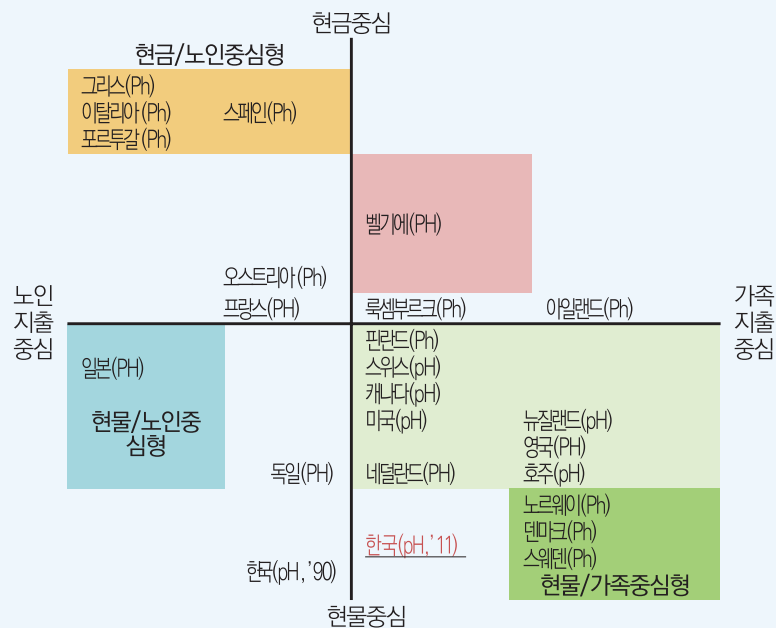 현금중심
현금/노인중심형
그리스(Ph)
이탈리아(Ph) 스페인(Ph)
포르투갈(Ph)
벨기에(PH)
오스트리아(Ph)
프랑스(PH) 룩셈부르크(Ph) 아일랜드(Ph)
노인
지출
중심
가족
지출
중심
핀란드(Ph)
일본(PH) 스위스(pH)
캐나다(pH)
현물/노인중
심형
미국(pH) 뉴질랜드(pH)
영국(PH)
독일(PH) 네덜란드(PH) 호주(pH)
노르웨이(Ph)
덴마크(Ph)
스웨덴(Ph)
현물/가족중심형
한국(pH,’11)
한국(pH,’90)
현물중심